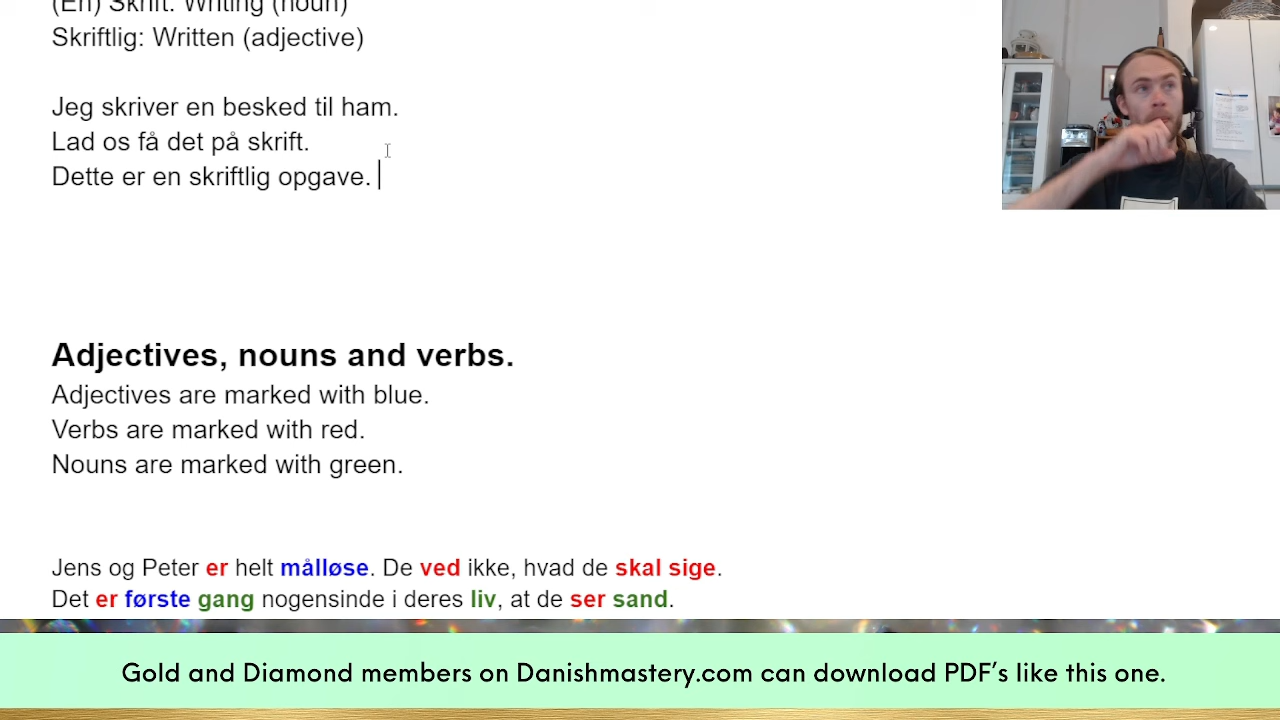 (En) Skrift: Writing (noun)
Skriftlig: Written (adjective)
Jeg skriver en besked til ham.
Lad os få det på skrift.
Dette er en skriftlig opgave.
Adjectives, nouns and verbs.
Adjectives are marked with blue.
Verbs are marked with red.
Nouns are marked with green.
Jens og Peter er helt målløse. De ved ikke, hvad de skal sige.
Det er første gang nogensinde i deres liv, at de ser sand.
Gold and Diamond members on Danishmastery.com can download PDF's like this one.